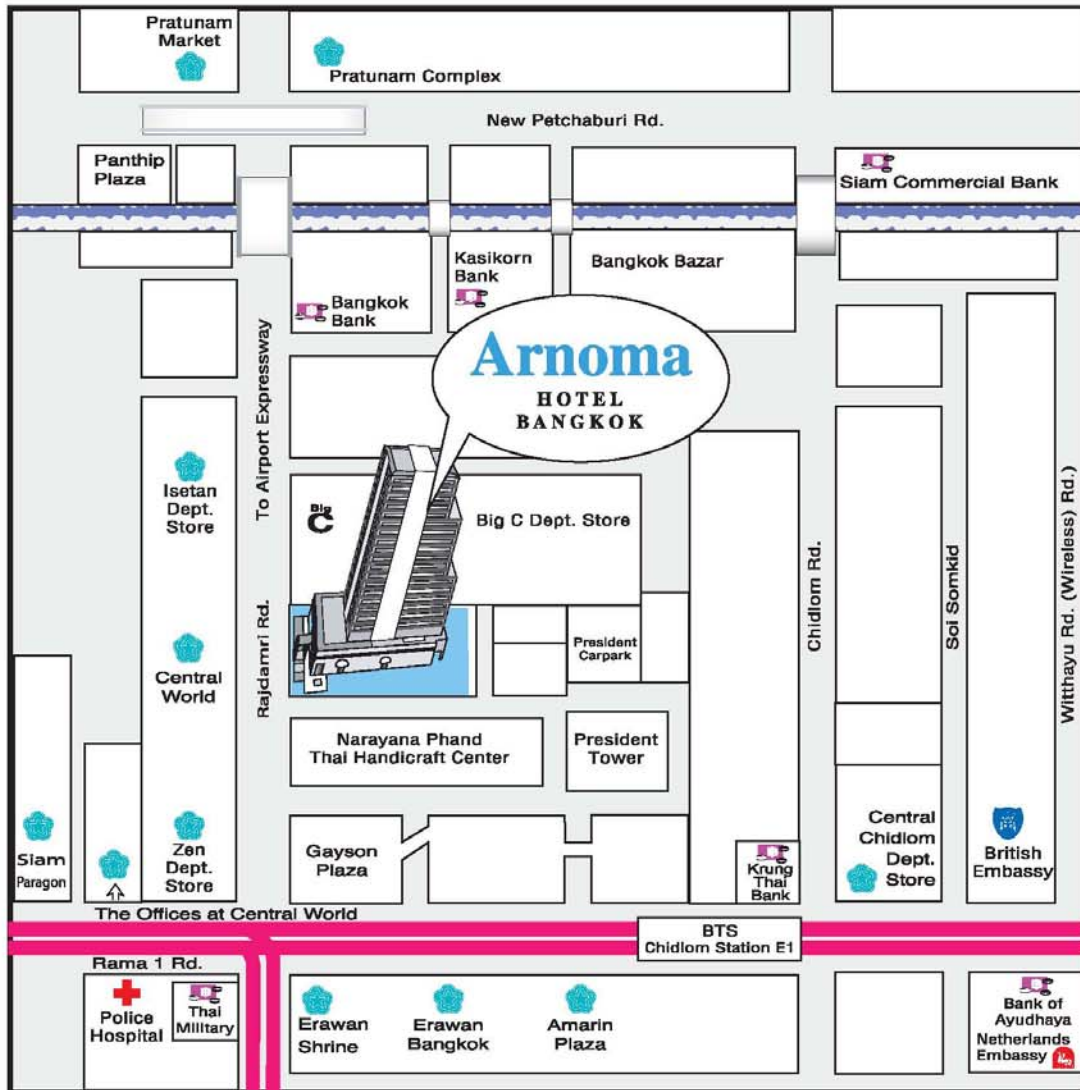 Pratunam
Market
Pratunam Complex
New Petchaburi Rd.
Panthip
Plaza
Siam Commercial Bank
Kasikorn
Bank
Bangkok Bazar
Bangkok
Bank
To Airport Expressway
Arnoma
HOTEL
BANGKOK
Isetan
Dept.
Store
Big
C
Big C Dept. Store
Chidlom Rd.
Soi Somkid
Witthayu Rd. (Wireless) Rd.)
Rajdamri Rd.
Central
World
President
Carpark
Narayana Phand
Thai Handicraft Center
President
Tower
Siam
Paragon
Zen
Dept.
Store
Gayson
Plaza
Krung
Thai
Bank
Central
Chidlom
Dept.
Store
British
Embassy
The Offices at Central World
BTS
Chidlom Station E1
Rama 1 Rd.
Police
Hospital
Thai
Military
Erawan
Shrine
Erawan
Bangkok
Amarin
Plaza
Bank of
Ayudhaya
Netherlands
Embassy